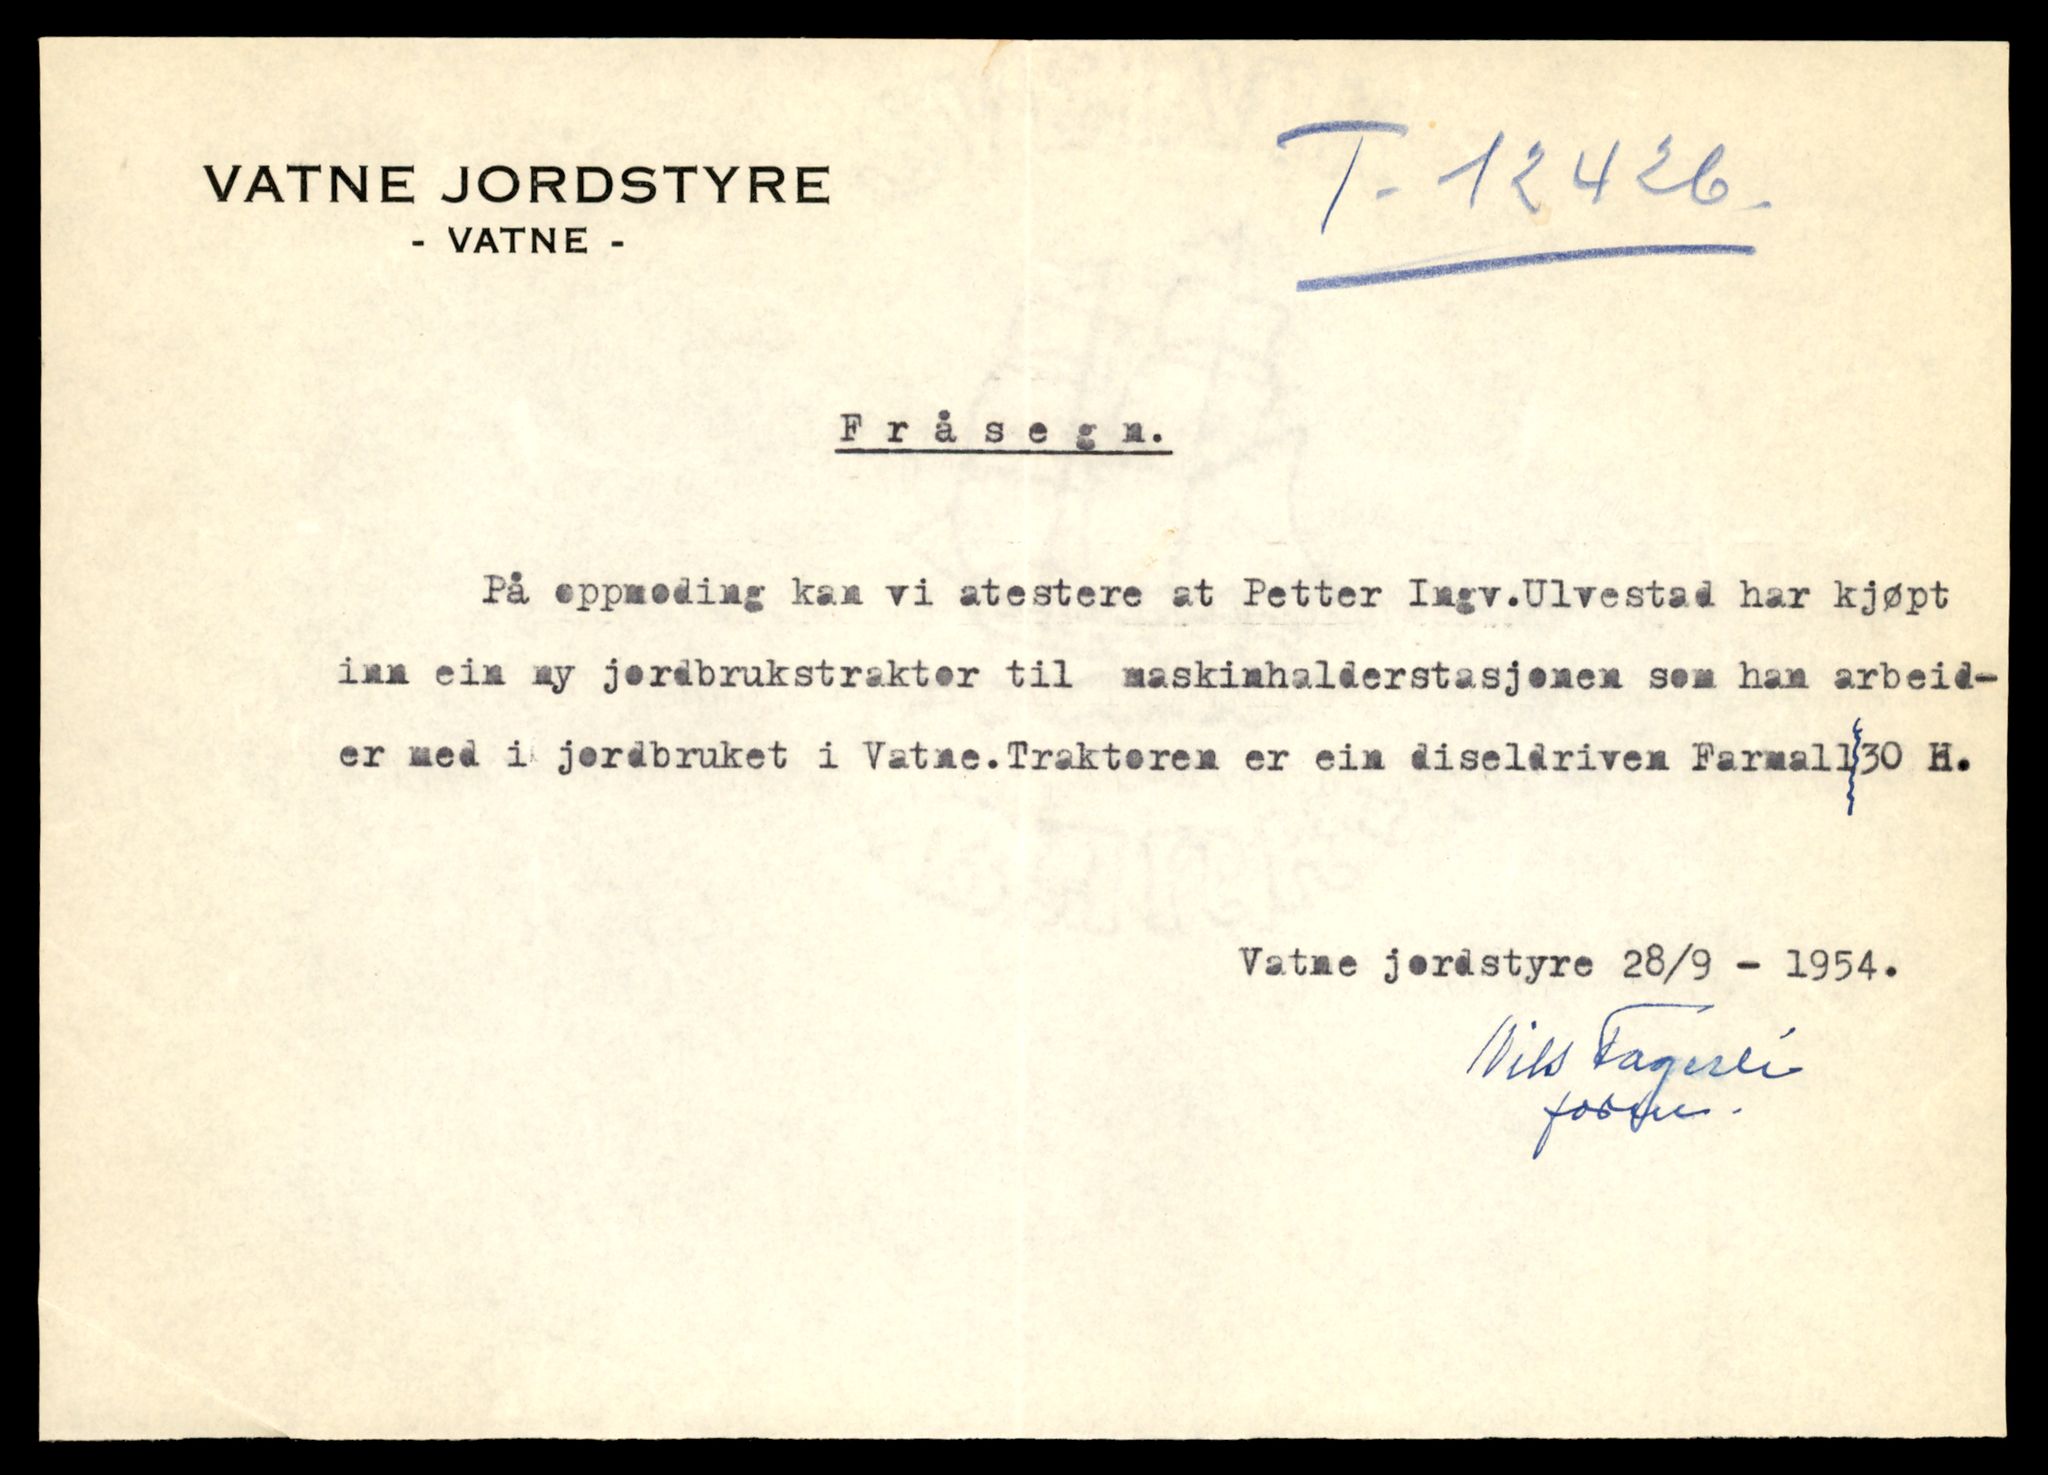 VATNE JORDSTYRE
- VATNE -
T- 12426.
Fråsegn.
På oppmoding kan vi atestere at Petter Ingv.Ulvestad har kjøpt
inn ein ny jordbrukstraktor til maskinhalderstasjonen som han arbeid-
er med i jordbruket i Vatne.Traktoren er ein diseldriven Farmall 30 H.
Vatne jordstyre 28/9 - 1954.
Nils Fagerli